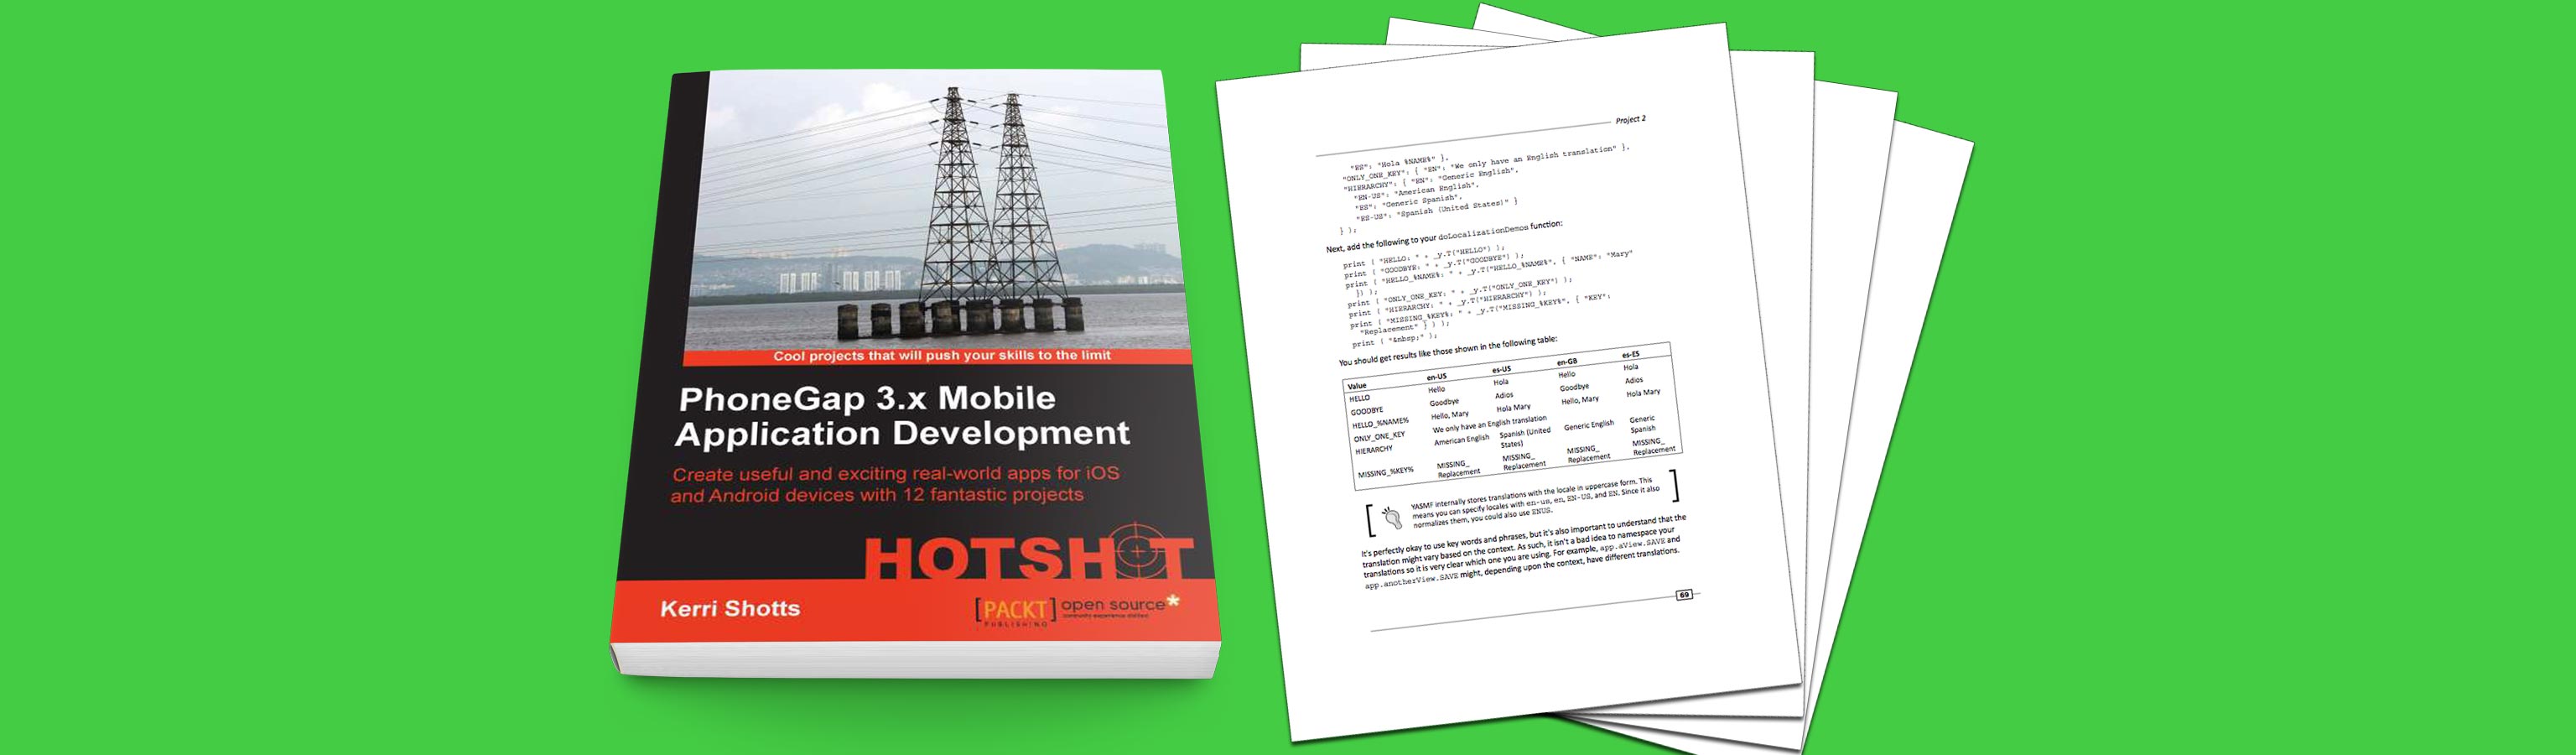 Cool projects that will push your skills to the limit
PhoneGap 3.x Mobile
Application Development
Create useful and exciting real-world apps for iOS
and Android devices with 12 fantastic projects
HOTSHOT
Kerri Shotts
[PACKT] open source*
PUBLISHING
Project 2
"ES": "Hola %NAME%" },
"ONLY_ONE_KEY": { "EN": "We only have an English translation" },
"HIERARCHY": { "EN": "Generic English",
"EN-US": "American English",
"ES": "Generic Spanish",
"ES-US": "Spanish (United States)" }
} );
Next, add the following to your doLocalizationDemos function:
print ( "HELLO: " + _y.T("HELLO") );
print ( "GOODBYE: " + _y.T("GOODBYE") );
print ( "HELLO_%NAME%: " + _y.T("HELLO_%NAME%", { "NAME": "Mary"
}) );
print ( "ONLY_ONE_KEY: " + _y.T("ONLY_ONE_KEY") );
print ( "HIERARCHY: " + _y.T("HIERARCHY") );
print ( "MISSING_%KEY%: " + _y.T("MISSING_%KEY%", { "KEY":
"Replacement" } ) );
print ( "&nbsp;" );
You should get results like those shown in the following table:
Value en-US es-US en-GB es-ES
HELLO Hello Hola Hello Hola
GOODBYE Goodbye Adios Goodbye Adios
HELLO_%NAME% Hello, Mary Hola Mary Hello, Mary Hola Mary
ONLY_ONE_KEY We only have an English translation
HIERARCHY American English Spanish (United Generic English Generic
States) Spanish
MISSING_%KEY% MISSING_ MISSING_ MISSING_ MISSING_
Replacement Replacement Replacement Replacement
YASMF internally stores translations with the locale in uppercase form. This
means you can specify locales with en-us, en, EN-US, and EN. Since it also
normalizes them, you could also use ENUS.
It's perfectly okay to use key words and phrases, but it's also important to understand that the
translation might vary based on the context. As such, it isn't a bad idea to namespace your
translations so it is very clear which one you are using. For example, app.aView.SAVE and
app.anotherView.SAVE might, depending upon the context, have different translations.
69